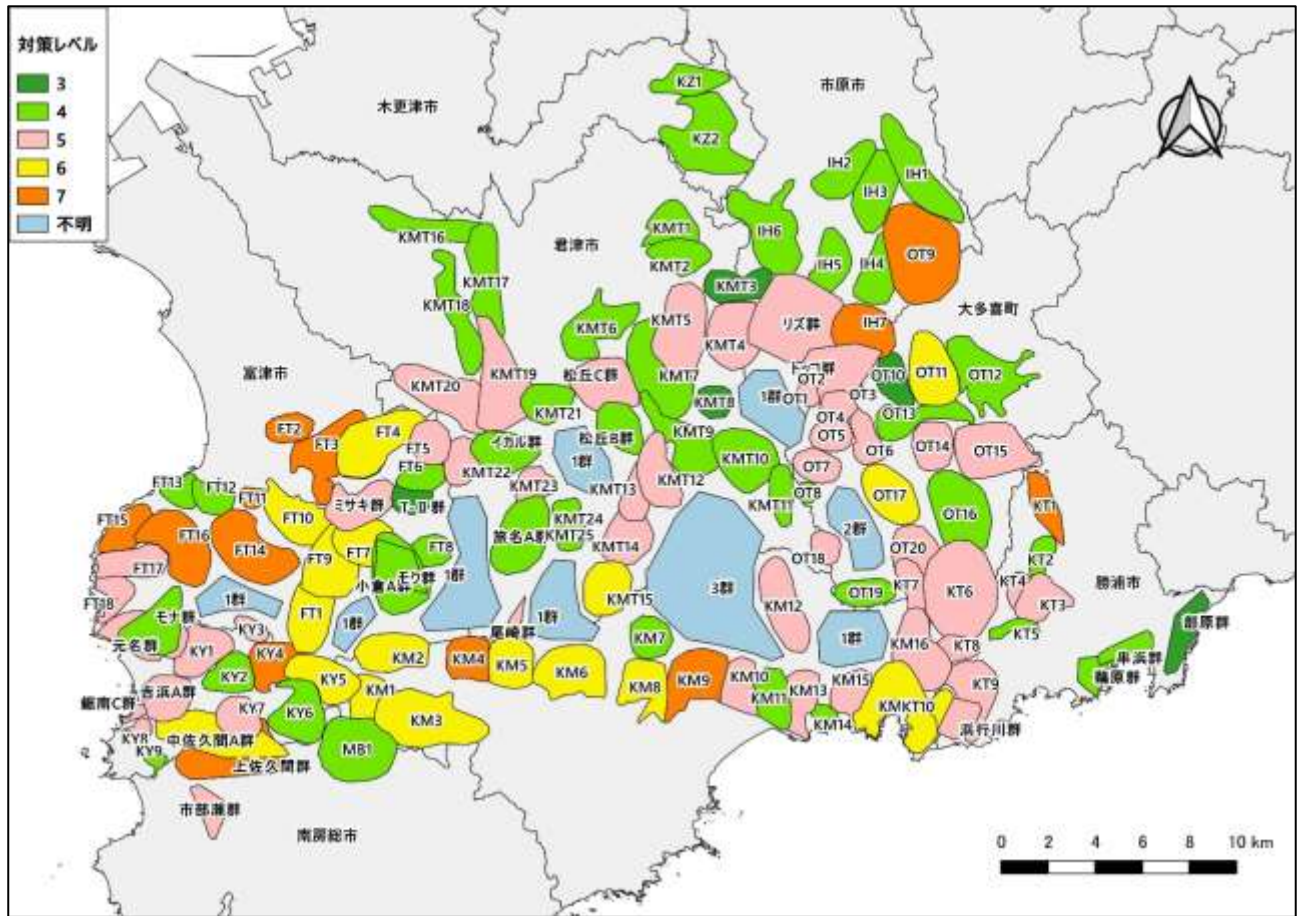 対策レベル
3
4
5
6
7
不明
木更津市
市原市
君津市
大多喜町
富津市
勝浦市
南房総市
KZ1
KZ2
IH2
IH1
IH3
IH6
IH5
IH4
OT9
KMT1
KMT2
KMT3
KMT16
KMT17
KMT18
KMT6
KMT5
KMT4
リズ群
IH7
KMT19
KMT20
松丘C群
KMT7
KMT8
1群
OT2
OT1
OT3
OT10
OT11
OT12
OT13
KMT21
OT4
OT5
OT6
OT14
OT15
FT2
FT3
FT4
FT5
FT6
イカル群
松丘B群
1群
KMT9
KMT10
KMT22
KMT23
KMT13
KMT12
OT7
OT8
OT17
KMT11
OT16
KT1
FT13
FT12
FT11
ミサキ群
FT10
KMT24
KMT25
旅名A群
KMT14
2群
FT15
FT16
FT14
FT9
FT7
FT8
小倉A群
モク群
1群
OT18
OT20
KT2
FT17
FT18
1群
FT1
1群
1群
KMT15
3群
KM12
OT19
KT7
KT6
KT4
KT3
モナ群
元名群
KY3
KY1
KY4
KM2
尾崎群
KM4
KM5
KM6
KM7
1群
KM16
KT8
KT5
部原群
串浜群
KY2
KY5
KM1
KM8
KM9
KM10
KM11
KM13
KM15
KT9
吉浜A群
鋸南C群
KY7
KY6
KM3
KM14
浜行川群
KY8
KY9
中佐久間A群
上佐久間群
MB1
市部瀬群
0 2 4 6 8 10 km